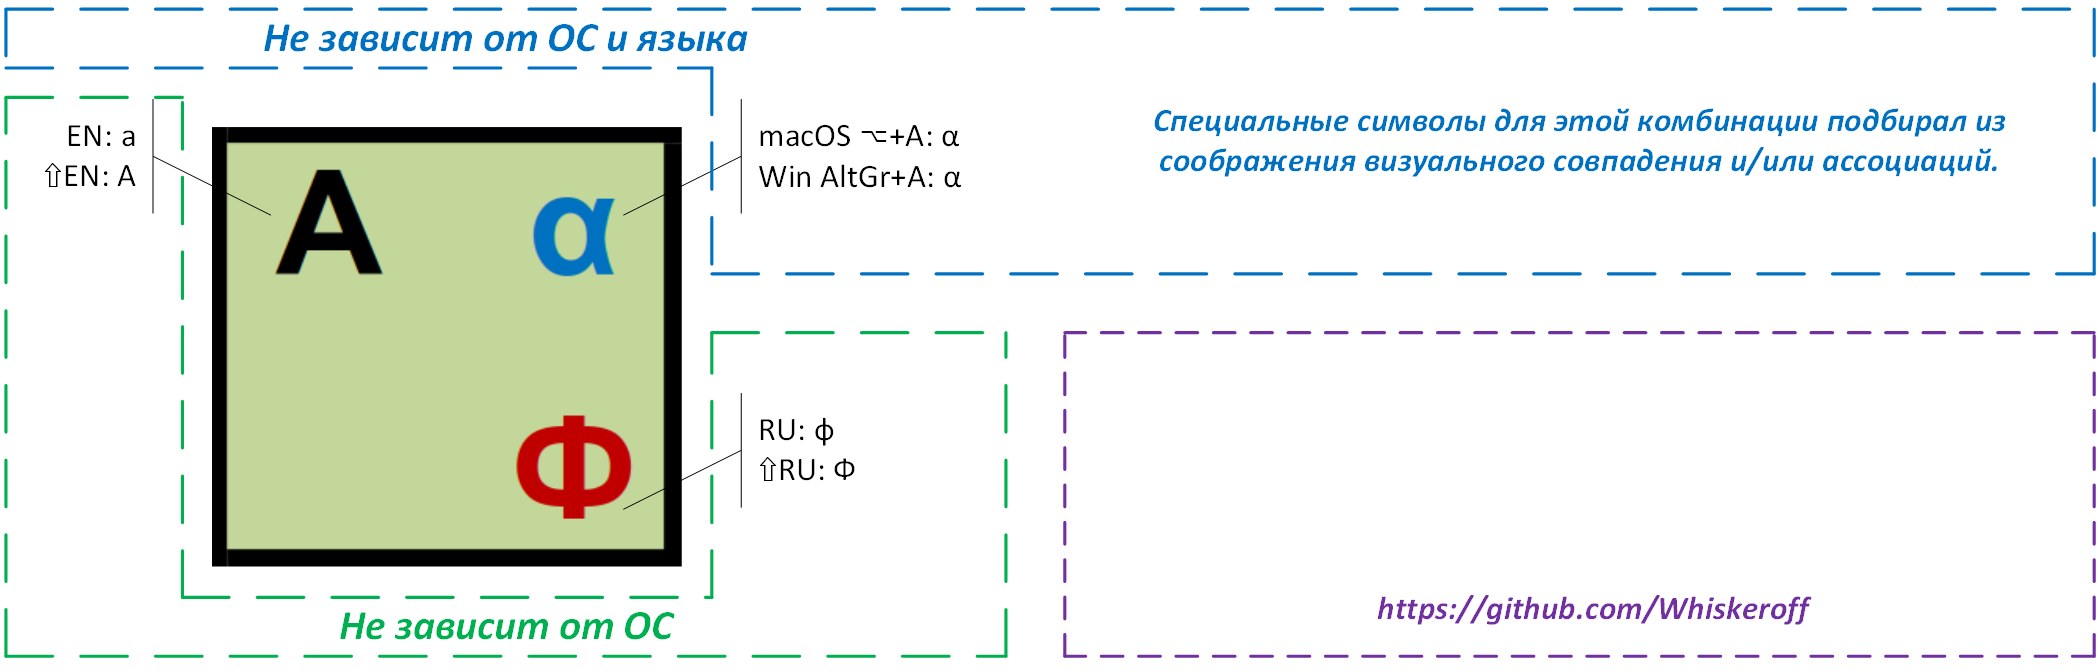 Не зависит от ОС и языка
EN: a
⇧EN: A
A
α
macOS ⌥+A: α
Win AltGr+A: α
Специальные символы для этой комбинации подбирал из
соображения визуального совпадения и/или ассоциаций.
Ф
RU: ф
⇧RU: Ф
Не зависит от ОС
https://github.com/Whiskeroff